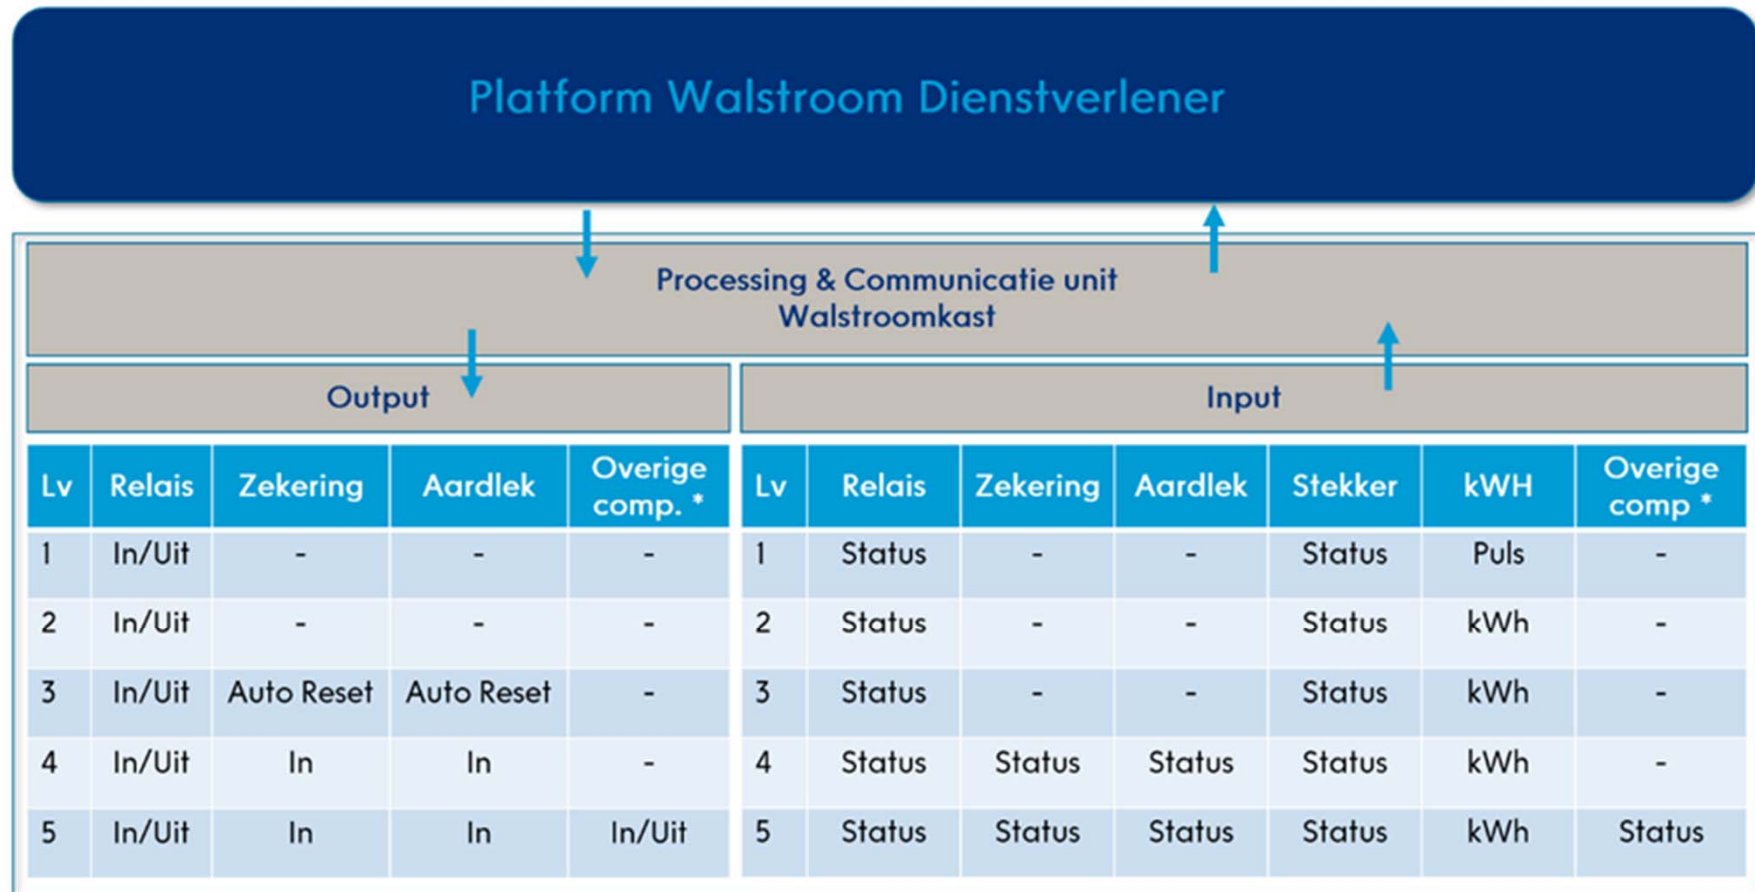 Platform Walstroom Dienstverlener
Processing & Communicatie unit
Walstroomkast
Output
Input
Lv Relais Zekering Aardlek Overige comp. * Lv Relais Zekering Aardlek Stekker kWH Overige comp *
1 In/Uit - - - 1 Status - - Status Puls -
2 In/Uit - - - 2 Status - - Status kWh -
3 In/Uit Auto Reset Auto Reset - 3 Status - - Status kWh -
4 In/Uit In In - 4 Status Status Status Status kWh -
5 In/Uit In In In/Uit 5 Status Status Status Status kWh Status